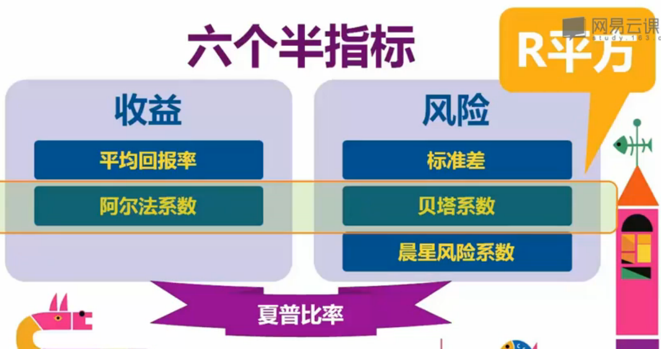 六个半指标
网易云课
study.163.c
R平方
收益
风险
平均回报率
标准差
阿尔法系数
贝塔系数
晨星风险系数
夏普比率